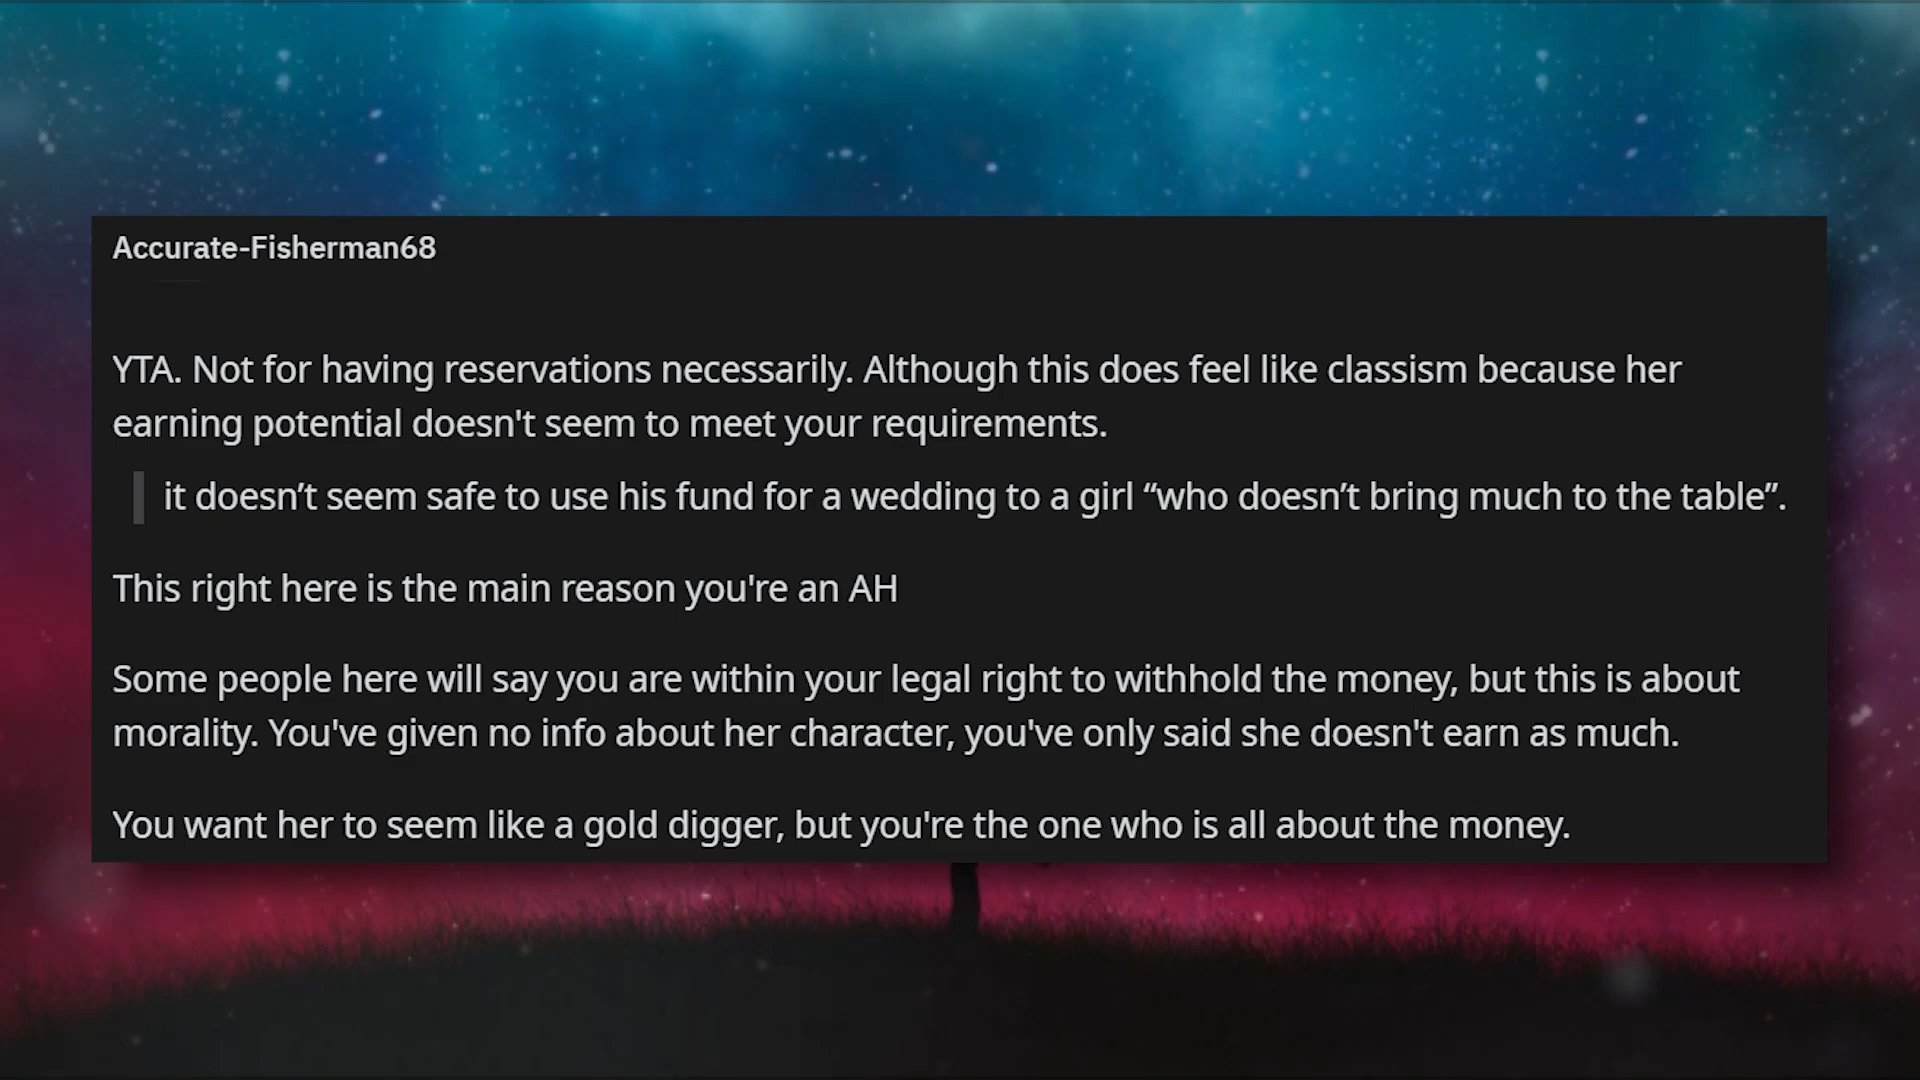 Accurate-Fisherman68
YTA. Not for having reservations necessarily. Although this does feel like classism because her
earning potential doesn't seem to meet your requirements.
it doesn’t seem safe to use his fund for a wedding to a girl “who doesn’t bring much to the table”.
This right here is the main reason you're an AH
Some people here will say you are within your legal right to withhold the money, but this is about
morality. You've given no info about her character, you've only said she doesn't earn as much.
You want her to seem like a gold digger, but you're the one who is all about the money.